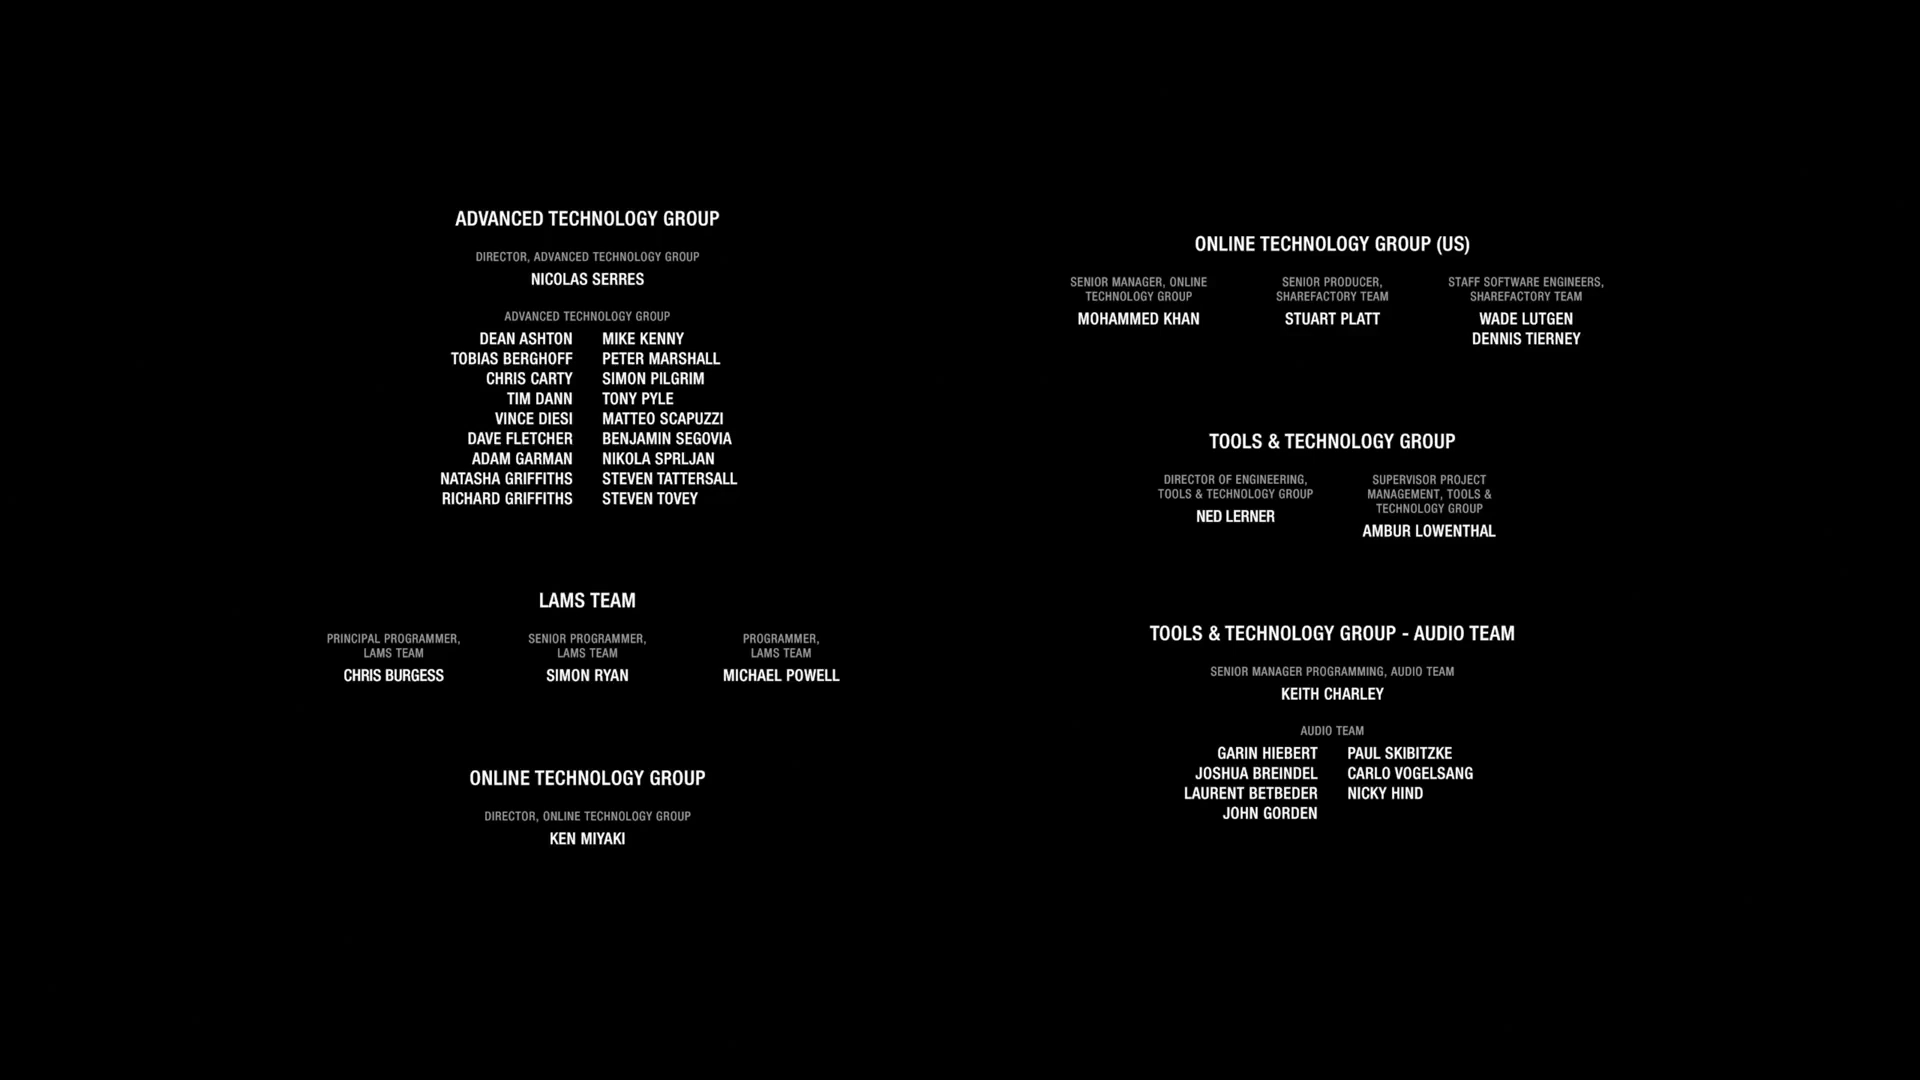 ADVANCED TECHNOLOGY GROUP
DIRECTOR, ADVANCED TECHNOLOGY GROUP
NICOLAS SERRES
ADVANCED TECHNOLOGY GROUP
DEAN ASHTON MIKE KENNY
TOBIAS BERGHOFF PETER MARSHALL
CHRIS CARTY SIMON PILGRIM
TIM DANN TONY PYLE
VINCE DIESI MATTEO SCAPUZZI
DAVE FLETCHER BENJAMIN SEGOVIA
ADAM GARMAN NIKOLA SPRLJAN
NATASHA GRIFFITHS STEVEN TATTERSALL
RICHARD GRIFFITHS STEVEN TOVEY
LAMS TEAM
PRINCIPAL PROGRAMMER,
LAMS TEAM
CHRIS BURGESS
SENIOR PROGRAMMER,
LAMS TEAM
SIMON RYAN
PROGRAMMER,
LAMS TEAM
MICHAEL POWELL
ONLINE TECHNOLOGY GROUP
DIRECTOR, ONLINE TECHNOLOGY GROUP
KEN MIYAKI
ONLINE TECHNOLOGY GROUP (US)
SENIOR MANAGER, ONLINE
TECHNOLOGY GROUP
MOHAMMED KHAN
SENIOR PRODUCER,
SHAREFACTORY TEAM
STUART PLATT
STAFF SOFTWARE ENGINEERS,
SHAREFACTORY TEAM
WADE LUTGEN
DENNIS TIERNEY
TOOLS & TECHNOLOGY GROUP
DIRECTOR OF ENGINEERING,
TOOLS & TECHNOLOGY GROUP
NED LERNER
SUPERVISOR PROJECT
MANAGEMENT, TOOLS &
TECHNOLOGY GROUP
AMBUR LOWENTHAL
TOOLS & TECHNOLOGY GROUP - AUDIO TEAM
SENIOR MANAGER PROGRAMMING, AUDIO TEAM
KEITH CHARLEY
AUDIO TEAM
GARIN HIEBERT PAUL SKIBITZKE
JOSHUA BREINDEL CARLO VOGELSANG
LAURENT BETBEDER NICKY HIND
JOHN GORDEN